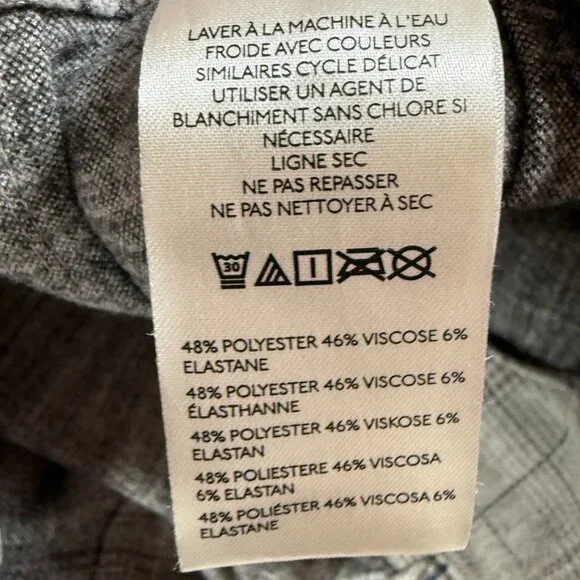 LAVER À LA MACHINE À L'EAU
FROIDE AVEC COULEURS
SIMILAIRES CYCLE DÉLICAT
UTILISER UN AGENT DE
BLANCHIMENT SANS CHLORE SI
NÉCESSAIRE
LIGNE SEC
NE PAS REPASSER
NE PAS NETTOYER À SEC
30
48% POLYESTER 46% VISCOSE 6%
ELASTANE
48% POLYESTER 46% VISCOSE 6%
ÉLASTHANNE
48% POLYESTER 46% VISKOSE 6%
ELASTAN
48% POLIESTERE 46% VISCOSA
6% ELASTAN
48% POLIÉSTER 46% VISCOSA 6%
ELASTANE